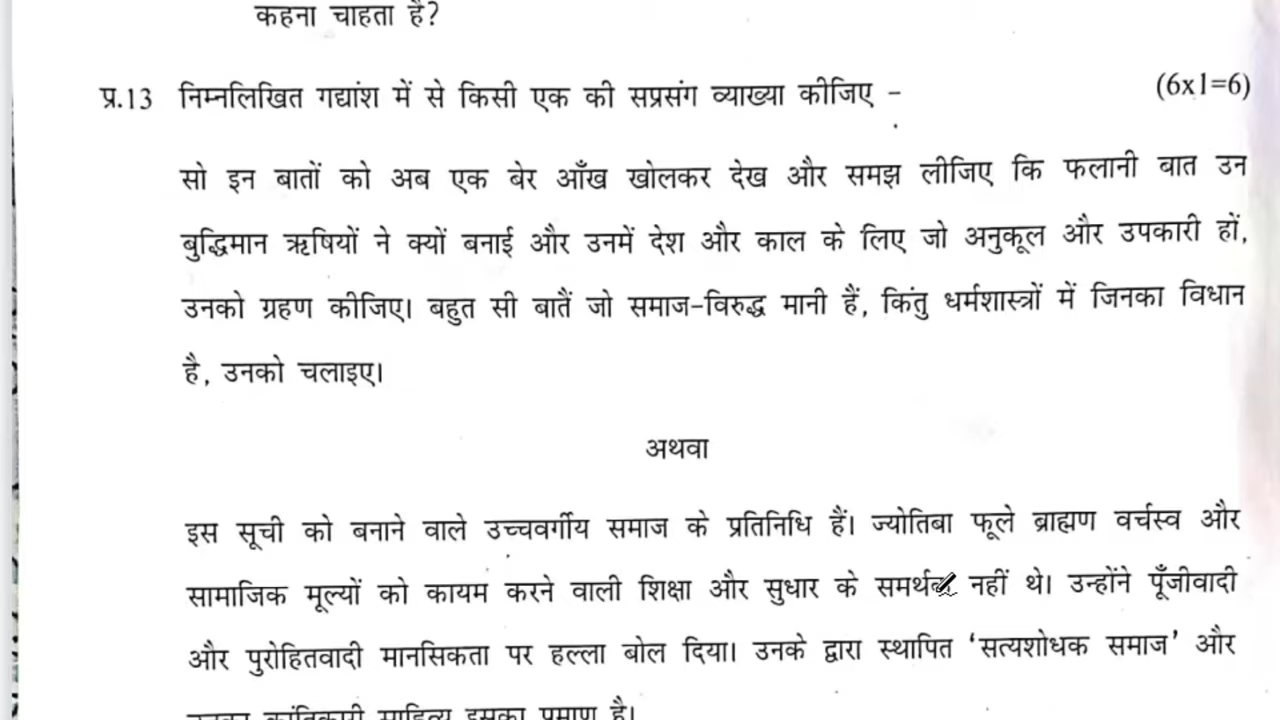 कहना चाहता है?
प्र.13 निम्नलिखित गद्यांश में से किसी एक की सप्रसंग व्याख्या कीजिए – (6x1=6)
सो इन बातों को अब एक बेर आँख खोलकर देख और समझ लीजिए कि फलानी बात उन
बुद्धिमान ऋषियों ने क्यों बनाई और उनमें देश और काल के लिए जो अनुकूल और उपकारी हों,
उनको ग्रहण कीजिए। बहुत सी बातैं जो समाज-विरुद्ध मानी हैं, किंतु धर्मशास्त्रों में जिनका विधान
है, उनको चलाइए।
अथवा
इस सूची को बनाने वाले उच्चवर्गीय समाज के प्रतिनिधि हैं। ज्योतिबा फूले ब्राह्मण वर्चस्व और
सामाजिक मूल्यों को कायम करने वाली शिक्षा और सुधार के समर्थक नहीं थे। उन्होंने पूँजीवादी
और पुरोहितवादी मानसिकता पर हल्ला बोल दिया। उनके द्वारा स्थापित ‘सत्यशोधक समाज’ और
उनका क्रांतिकारी साहित्य इसका प्रमाण है।